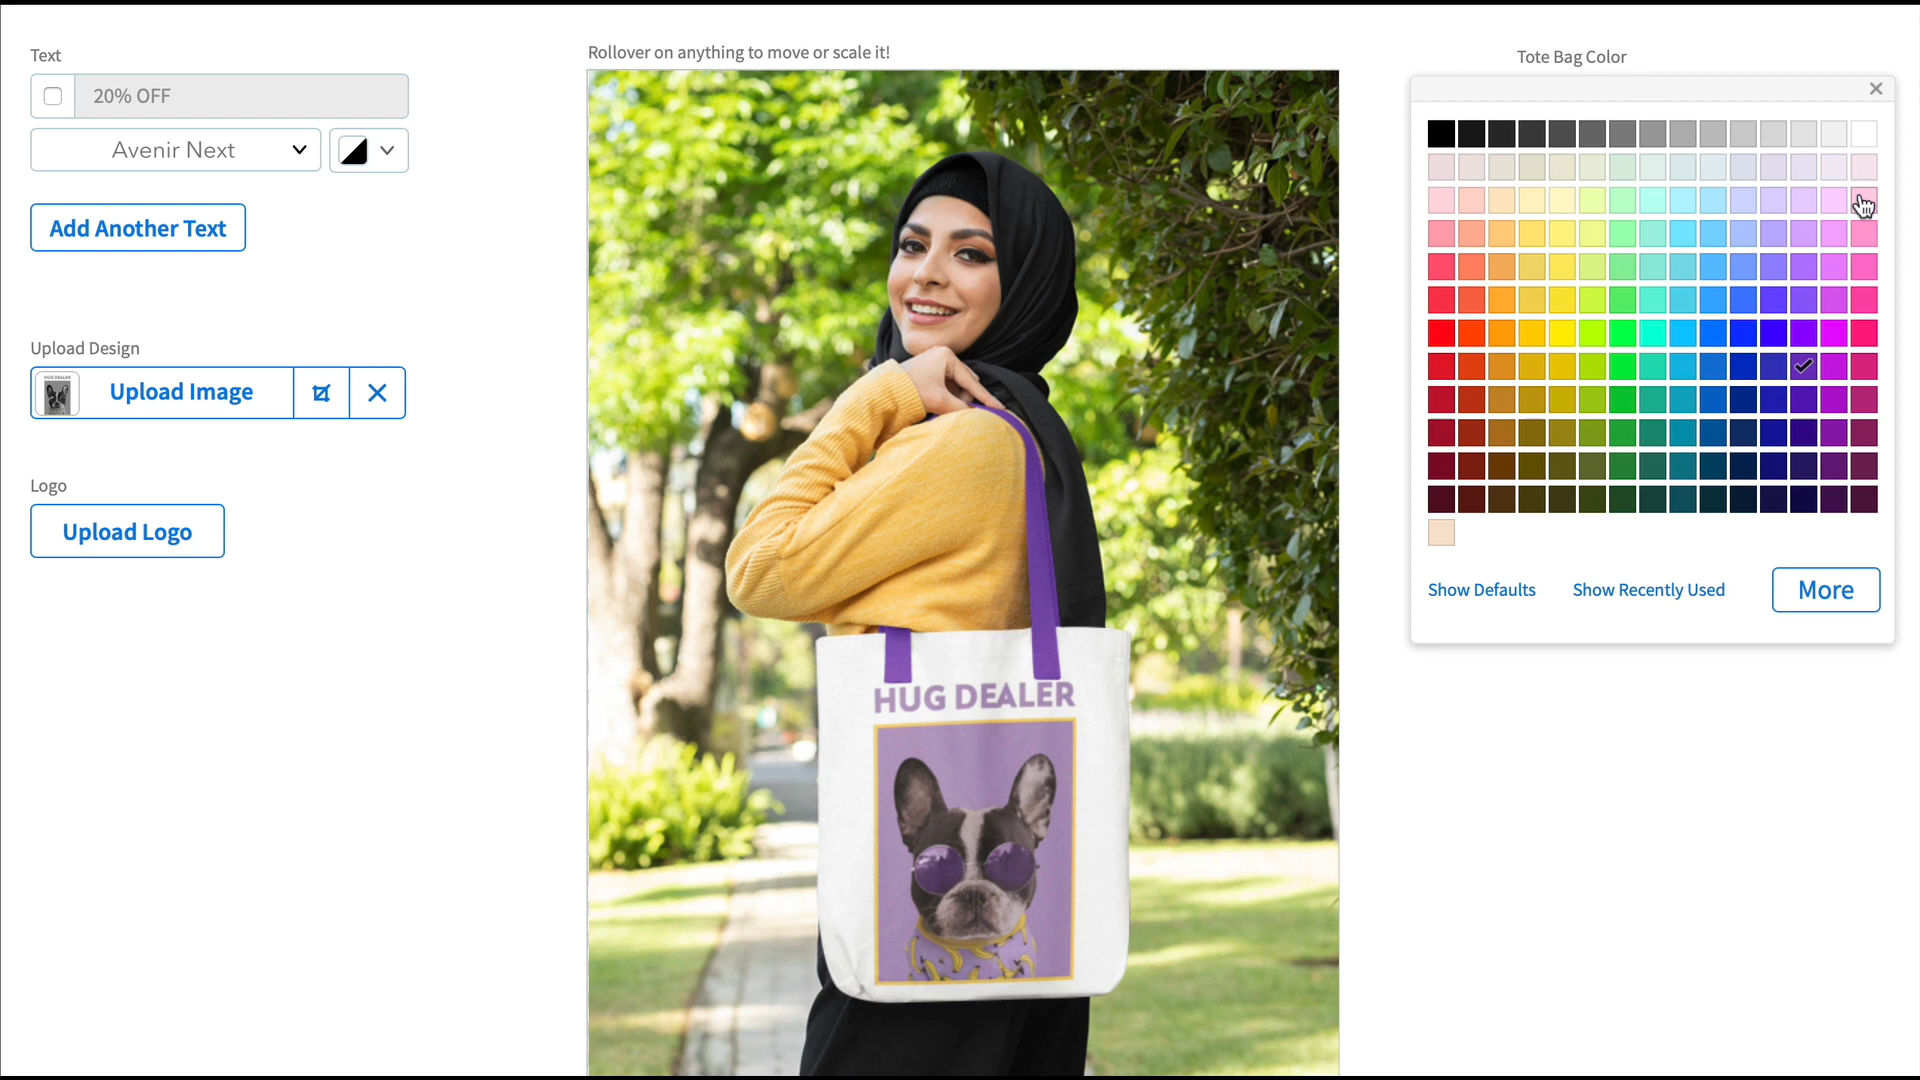 Text
20% OFF
Avenir Next
Add Another Text
Upload Design
Upload Image
Logo
Upload Logo
Rollover on anything to move or scale it!
HUG DEALER
Tote Bag Color
Show Defaults
Show Recently Used
More